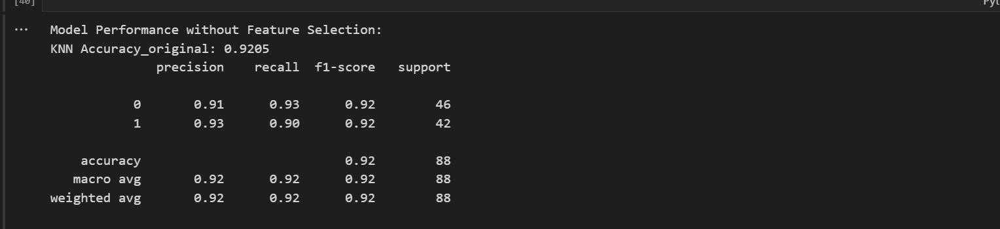 [40]
...
Model Performance without Feature Selection:
KNN Accuracy_original: 0.9205
precision recall f1-score support
0 0.91 0.93 0.92 46
1 0.93 0.90 0.92 42
accuracy 0.92 88
macro avg 0.92 0.92 0.92 88
weighted avg 0.92 0.92 0.92 88